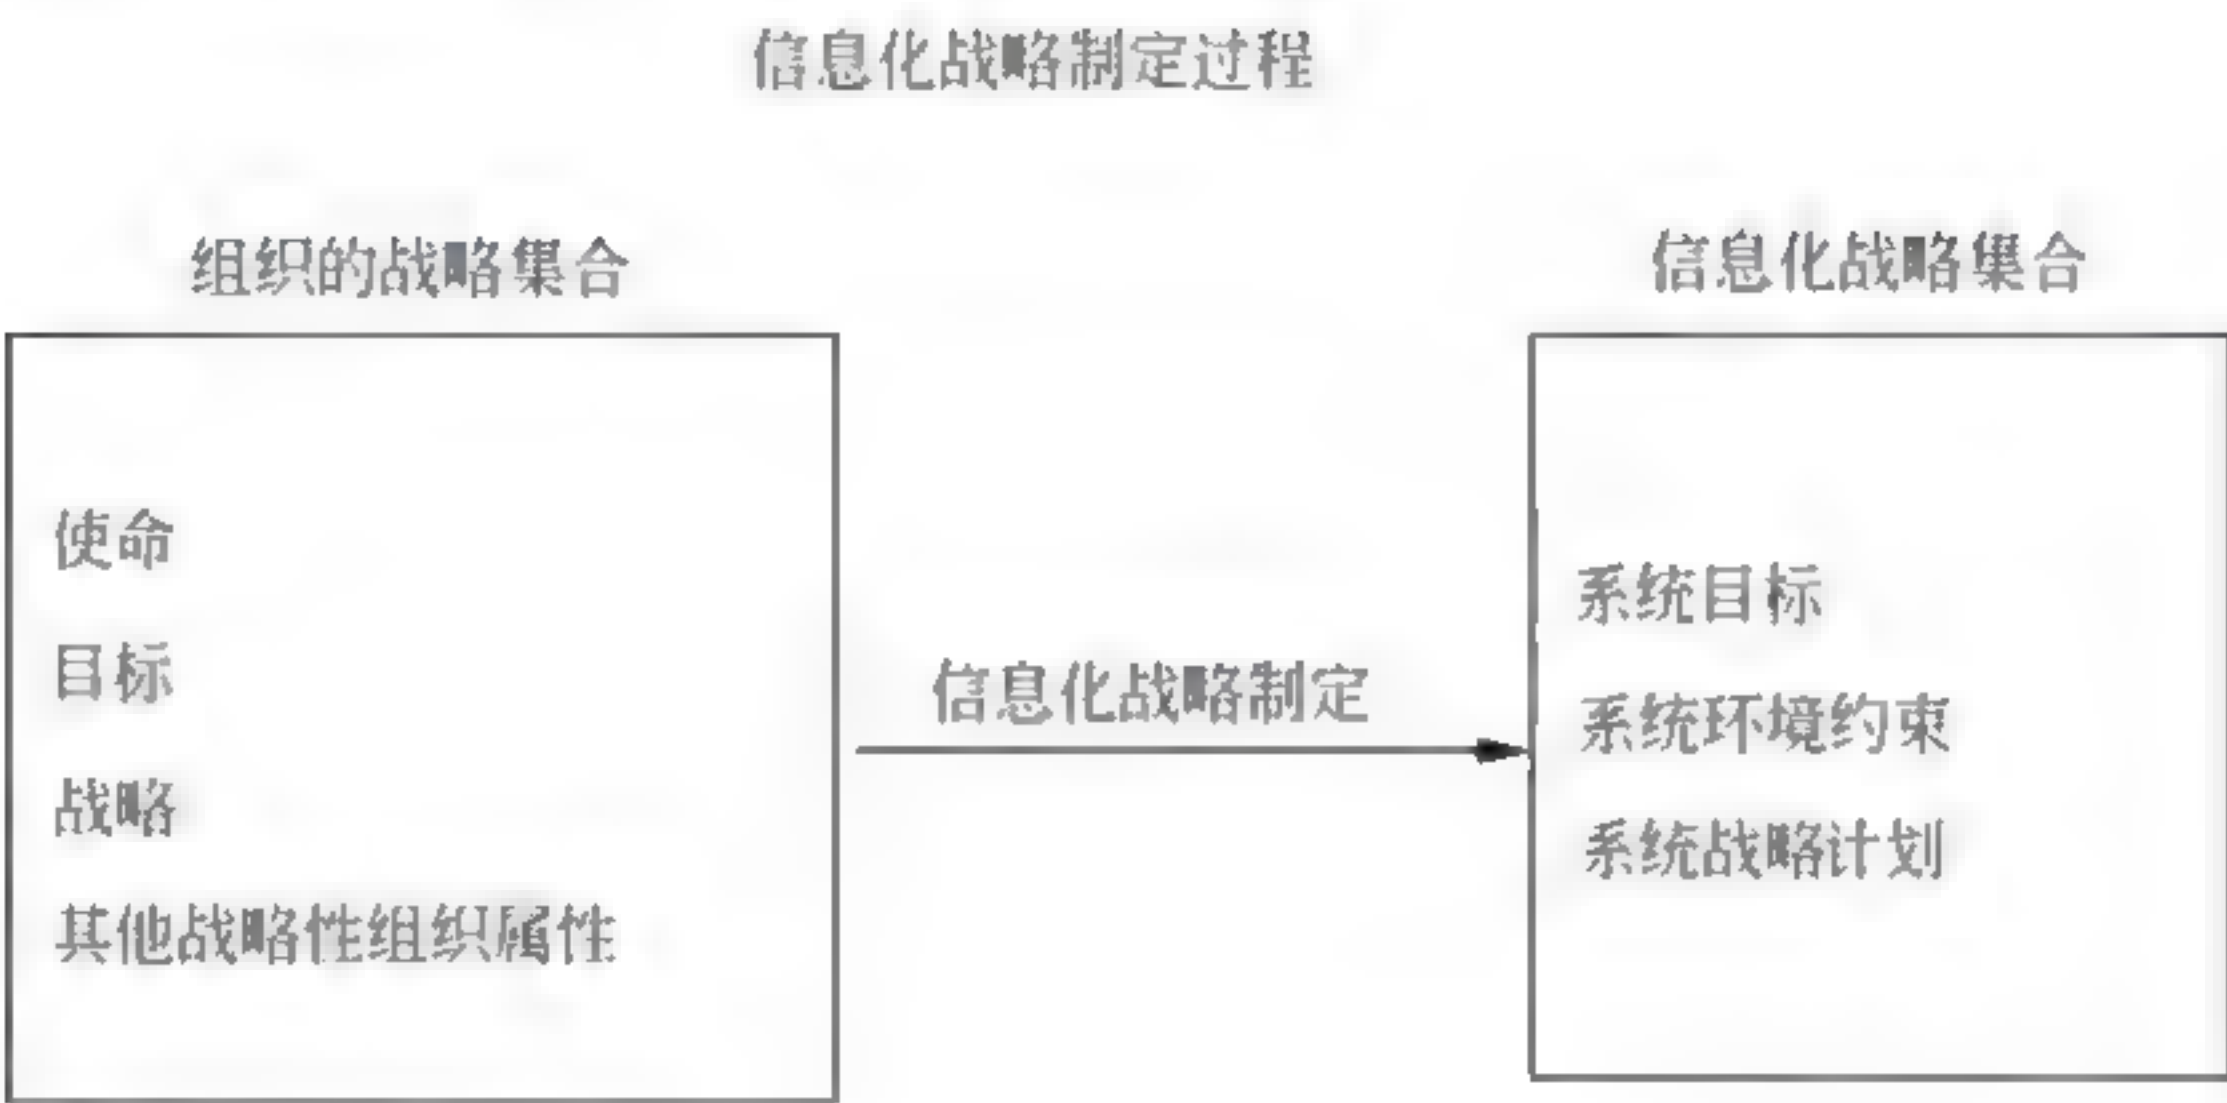 信息化战略制定过程
组织的战略集合
信息化战略集合
使命
目标
战略
其他战略性组织属性
信息化战略制定
系统目标
系统环境约束
系统战略计划